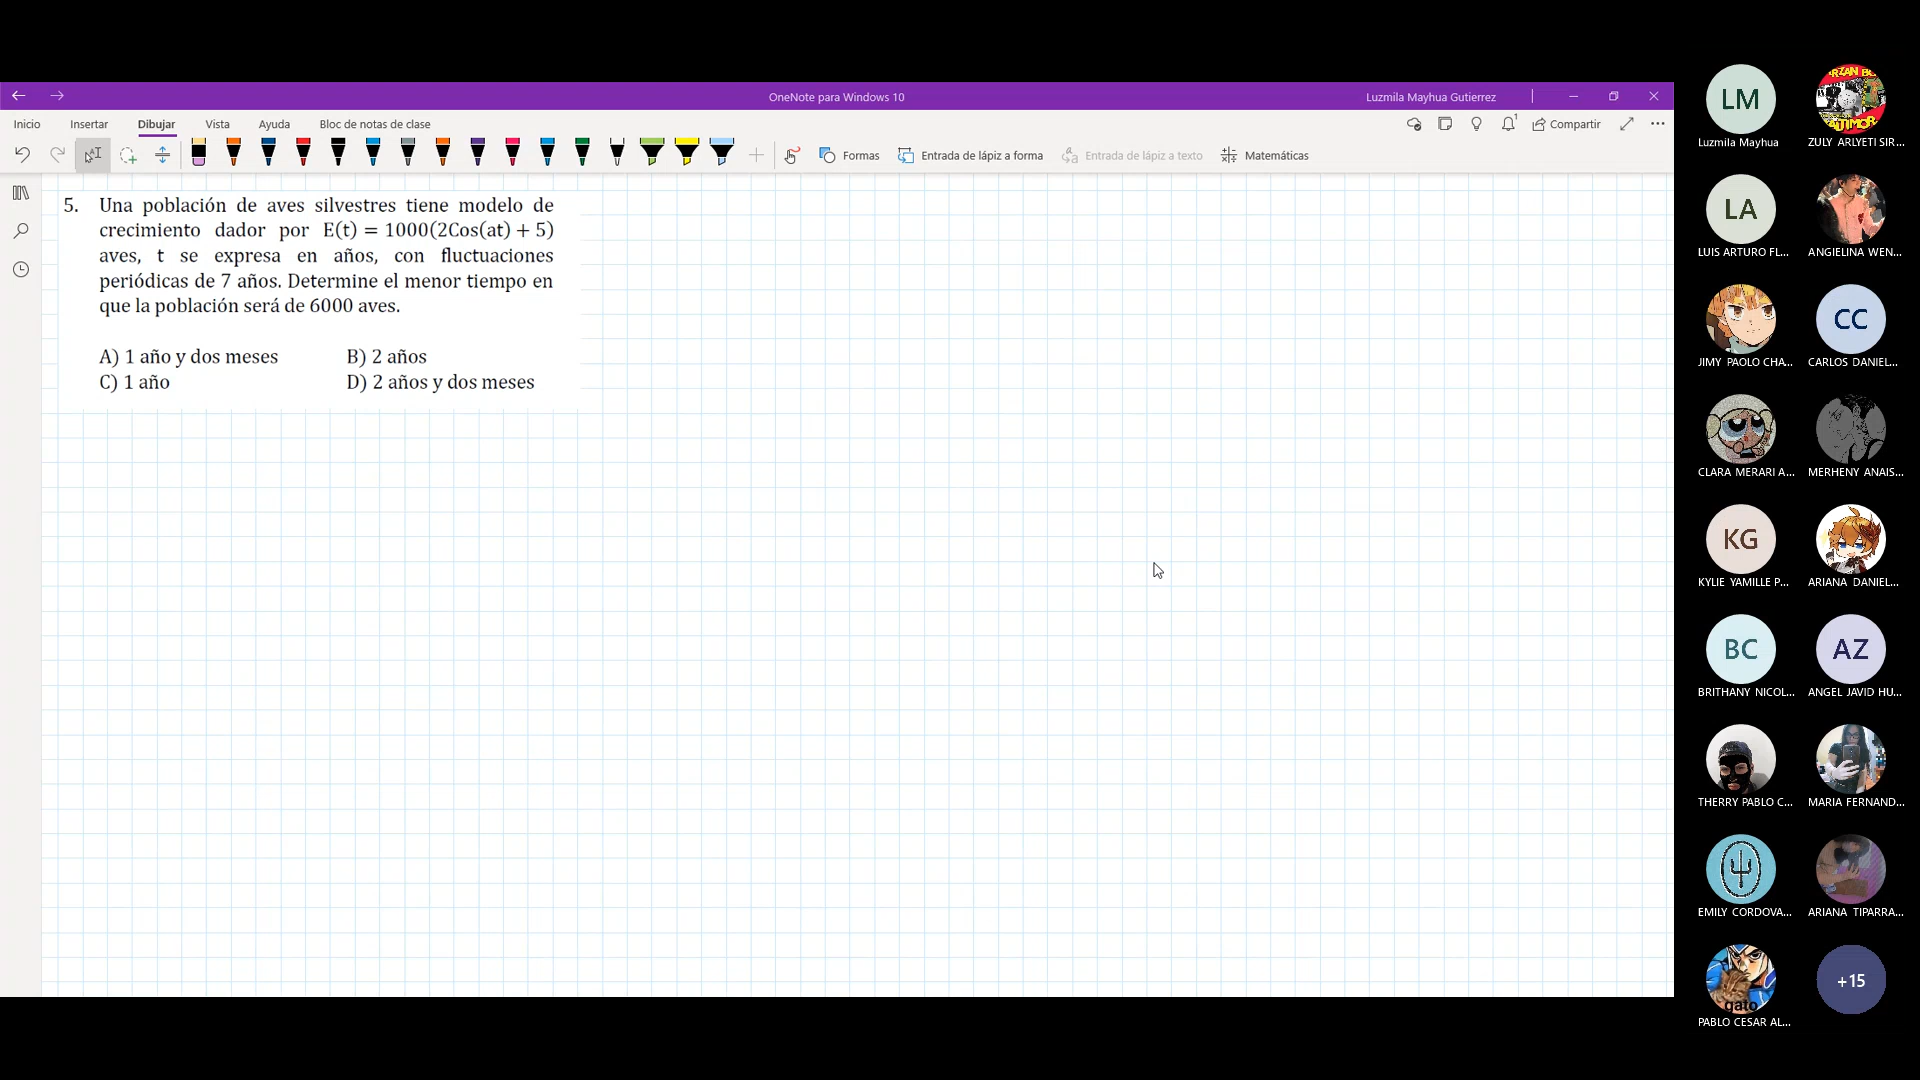 OneNote para Windows 10
Luzmila Mayhua Gutierrez
Inicio
Insertar
Dibujar
Vista
Ayuda
Bloc de notas de clase
Compartir
Formas
Entrada de lápiz a forma
Entrada de lápiz a texto
Matemáticas
5. Una población de aves silvestres tiene modelo de
crecimiento dador por E(t) = 1000(2Cos(at) + 5)
aves, t se expresa en años, con fluctuaciones
periódicas de 7 años. Determine el menor tiempo en
que la población será de 6000 aves.
A) 1 año y dos meses B) 2 años
C) 1 año D) 2 años y dos meses
LM
Luzmila Mayhua
ZULY ARLYETI SIR...
LA
LUIS ARTURO FL...
ANGIELINA WEN...
JIMY PAOLO CHA...
CC
CARLOS DANIEL...
CLARA MERARI A...
MERHENY ANAIS...
KG
KYLIE YAMILLE P...
ARIANA DANIEL...
BC
BRITHANY NICOL...
AZ
ANGEL JAVID HU...
THERRY PABLO C...
MARIA FERNAND...
EMILY CORDOVA...
ARIANA TIPARRA...
gato
PABLO CESAR AL...
+15